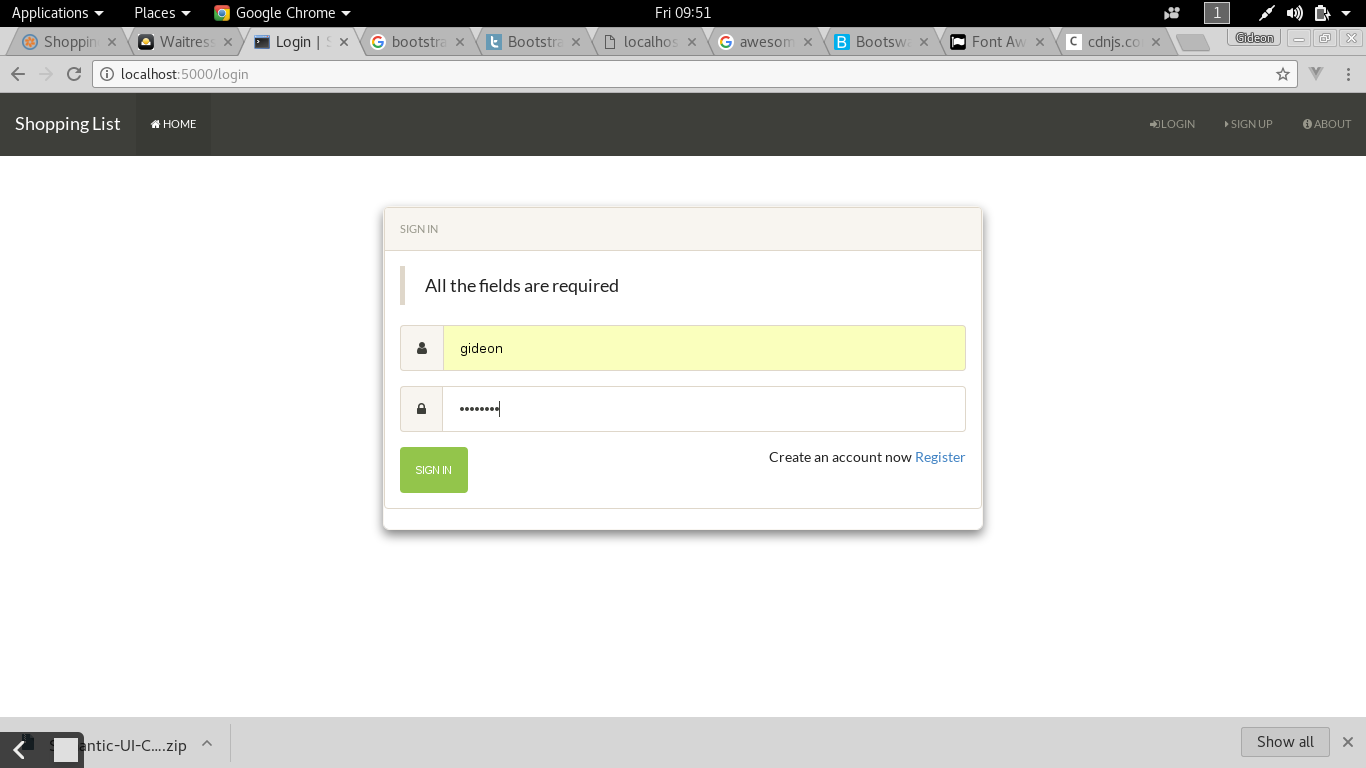 Applications Places Google Chrome Fri 09:51 1
Shoppin Waitress Login | S bootstra Bootstra localhos awesom Bootswa Font Aw cdnjs.co Gideon
localhost:5000/login
Shopping List HOME LOGIN SIGN UP ABOUT
SIGN IN
All the fields are required
gideon
••••••••
SIGN IN Create an account now Register
antic-UI-C....zip Show all